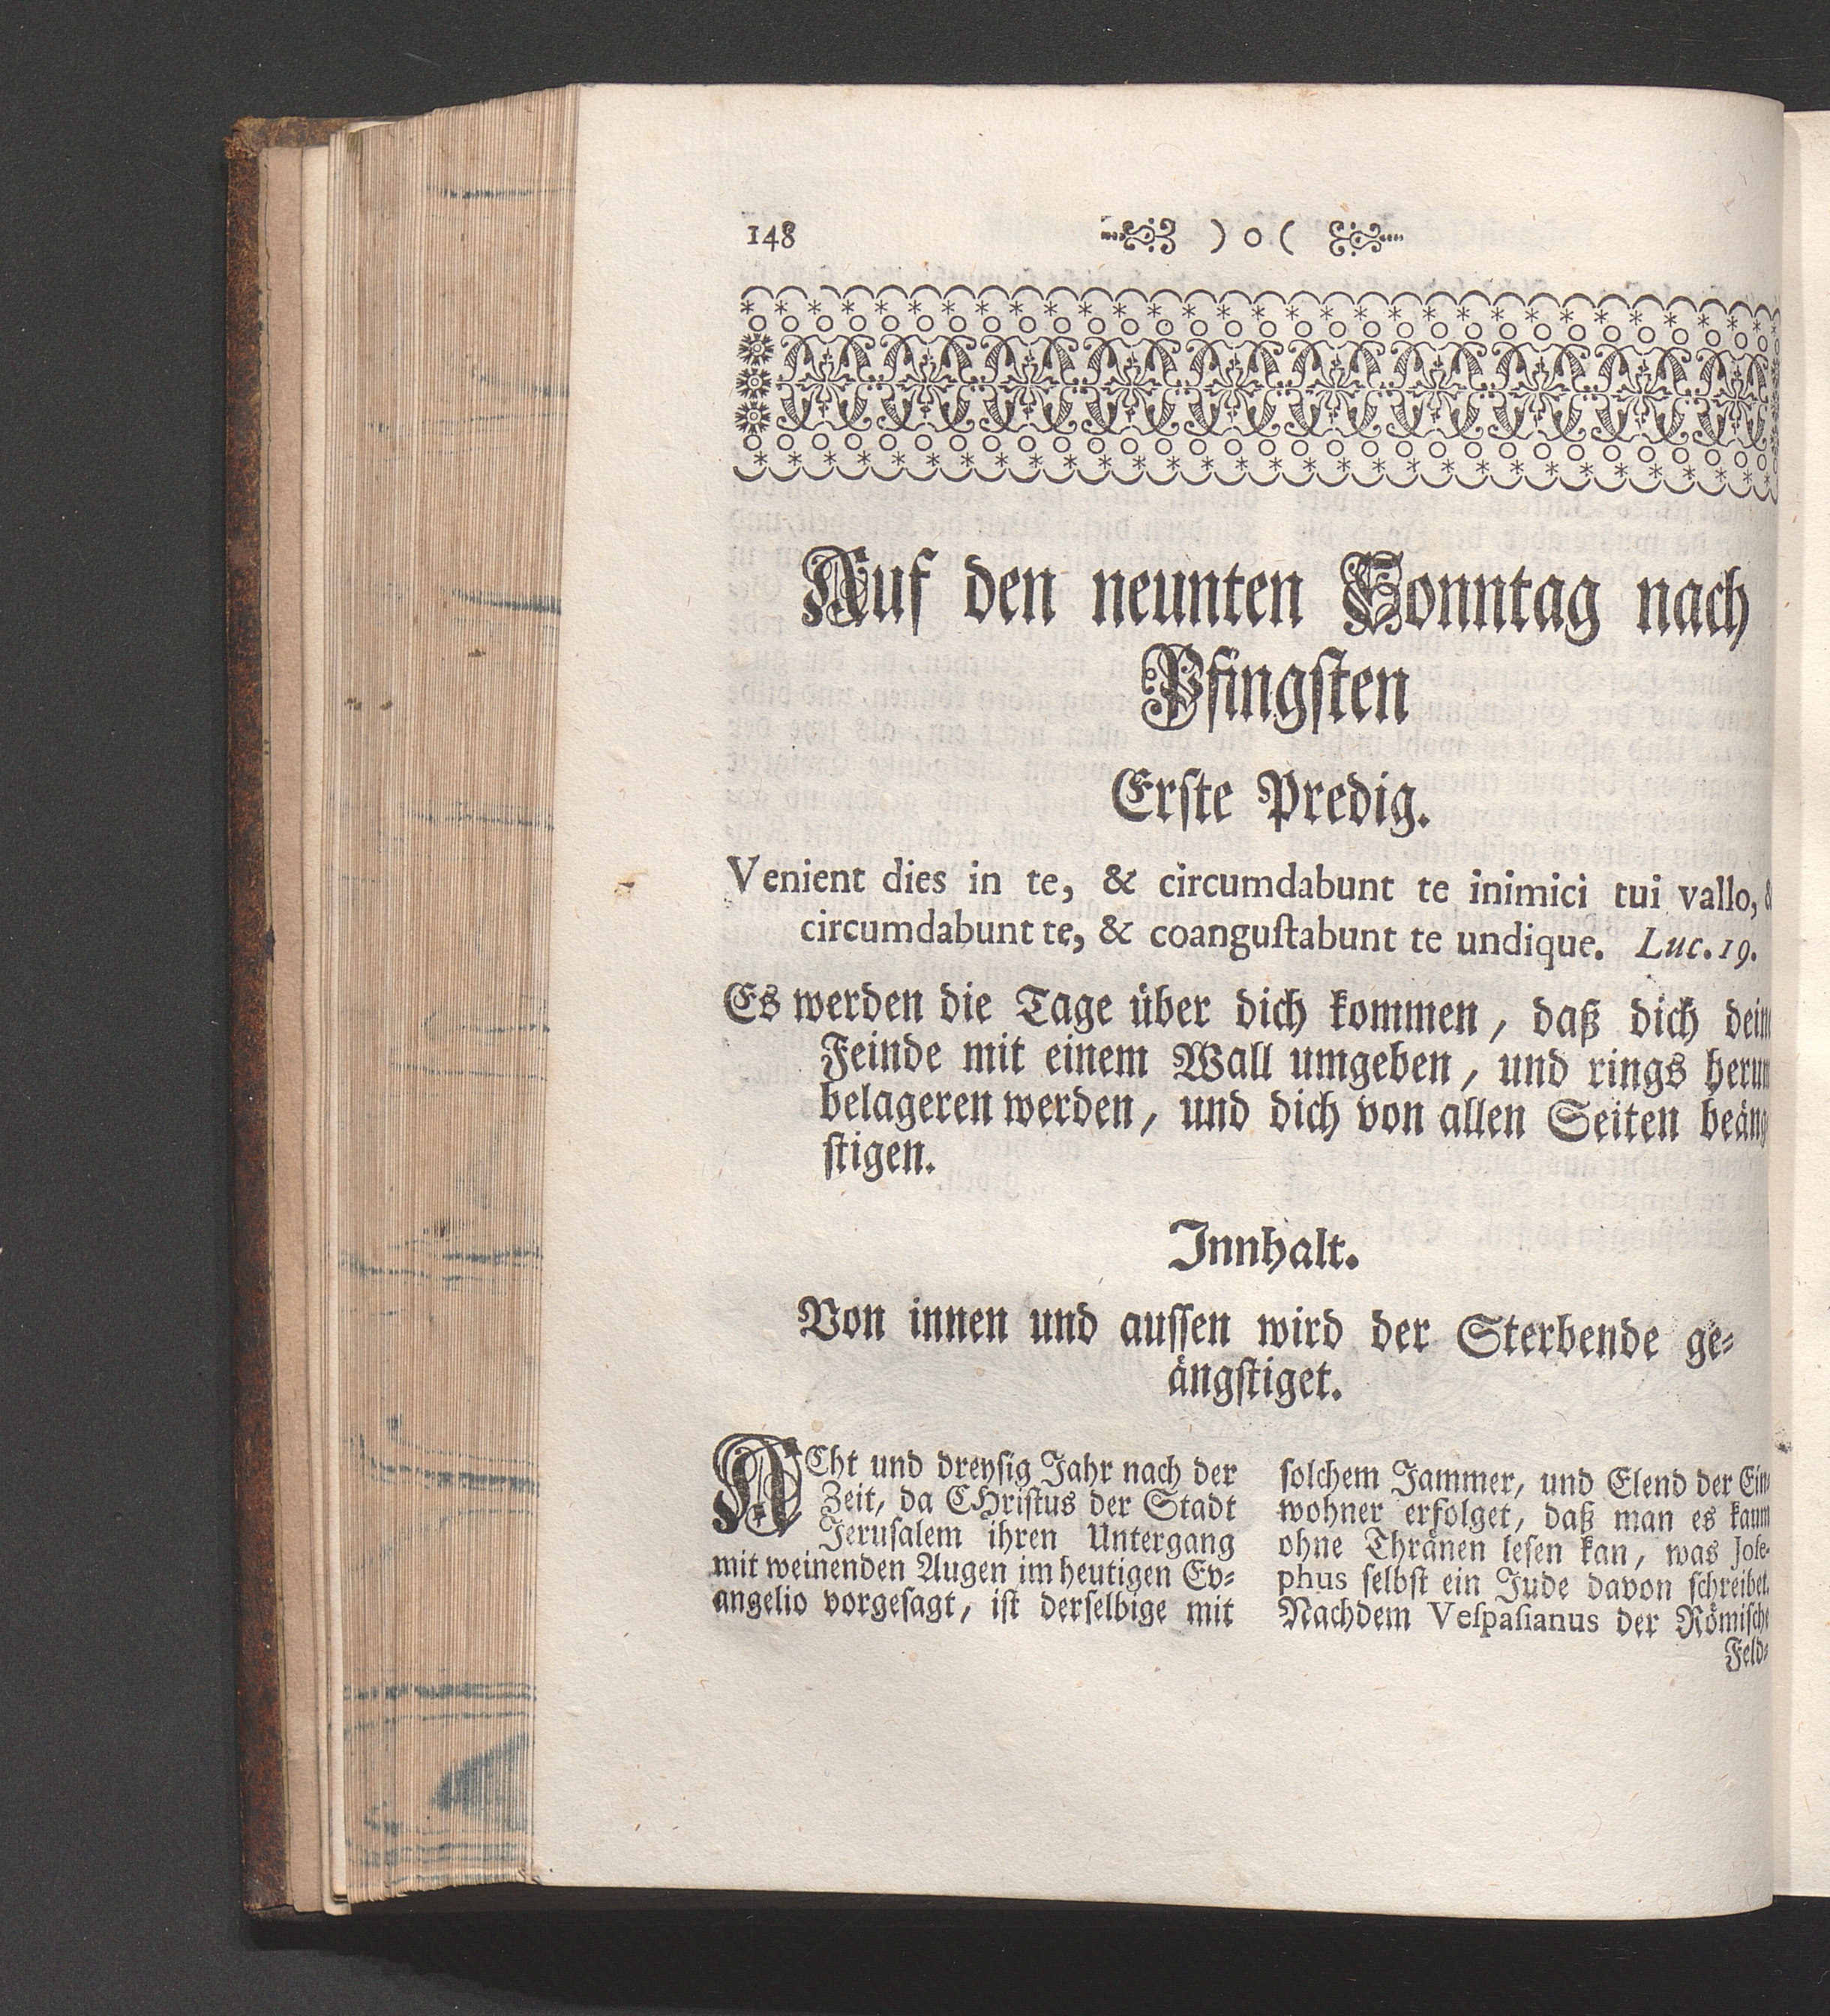 148 ) o (
Auf den neunten Sonntag nach
Pfingsten
Erste Predig.
Venient dies in te, & circumdabunt te inimici tui vallo, &
circumdabunt te, & coangustabunt te undique. Luc. 19.
Es werden die Tage über dich kommen, daß dich deine
Feinde mit einem Wall umgeben, und rings herum
belageren werden, und dich von allen Seiten beäng-
stigen.
Innhalt.
Von innen und aussen wird der Sterbende ge-
ängstiget.
ACht und dreysig Jahr nach der
Zeit, da CHristus der Stadt
Jerusalem ihren Untergang
mit weinenden Augen im heutigen Ev-
angelio vorgesagt, ist derselbige mit
solchem Jammer, und Elend der Ein-
wohner erfolget, daß man es kaum
ohne Thränen lesen kan, was Jose-
phus selbst ein Jude davon schreibet.
Nachdem Vespasianus der Römische
Feld-